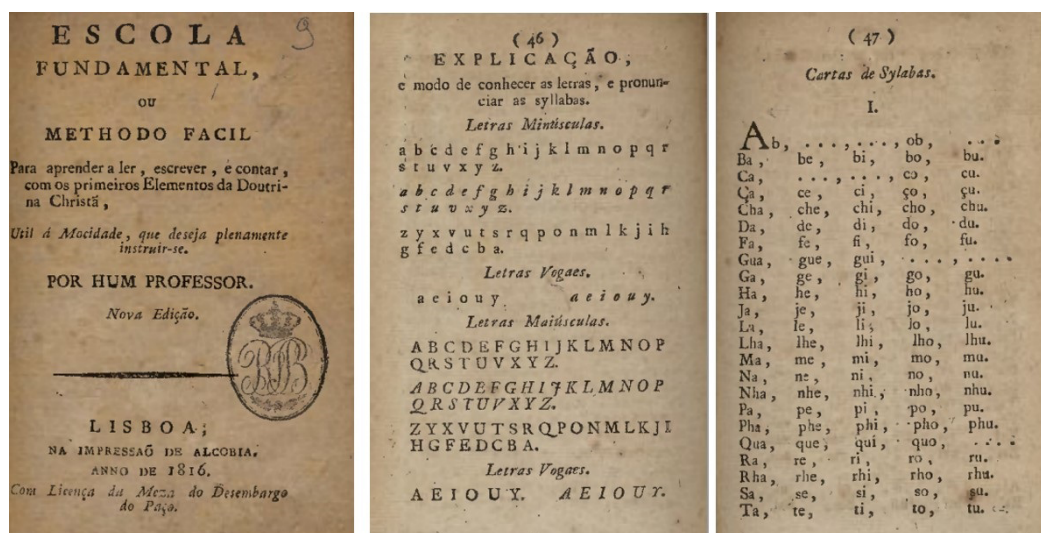 9
ESCOLA
FUNDAMENTAL,
OU
METHODO FACIL
Para aprender a ler, escrever, e contar,
com os primeiros Elementos da Doutri-
na Christã,
Util á Mocidade, que deseja plenamente
instruir-se.
POR HUM PROFESSOR.
Nova Edição.
LISBOA;
NA IMPRESSAÕ DE ALCOBIA.
ANNO DE 1816.
Com Licença da Meza do Desembargo
do Paço.
(46)
EXPLICAÇÃO,
e modo de conhecer as letras, e pronun-
ciar as syllabas.
Letras Minúsculas.
a b c d e f g h i j k l m n o p q r
s t u v x y z.
a b c d e f g h i j k l m n o p q r
s t u v x y z.
z y x v u t s r q p o n m l k j i h
g f e d c b a.
Letras Vogaes.
a e i o u y a e i o u y.
Letras Maiúsculas.
A B C D E F G H I J K L M N O P
Q R S T U V X Y Z.
A B C D E F G H I J K L M N O P
Q R S T U V X Y Z.
Z Y X V U T S R Q P O N M L K J I
H G F E D C B A.
Letras Vogaes.
A E I O U Y. A E I O U Y.
(47)
Cartas de Sylabas.
I.
Ab, ...,..., ob, ...
Ba, be, bi, bo, bu.
Ca, ...,..., co, cu.
Ça, ce, ci, ço, çu.
Cha, che, chi, cho, chu.
Da, de, di, do, du.
Fa, fe, fi, fo, fu.
Gua, gue, gui, ...,....
Ga, ge, gi, go, gu.
Ha, he, hi, ho, hu.
Ja, je, ji, jo, ju.
La, le, li, lo, lu.
Lha, lhe, lhi, lho, lhu.
Ma, me, mi, mo, mu.
Na, ne, ni, no, nu.
Nha, nhe, nhi, nho, nhu.
Pa, pe, pi, po, pu.
Pha, phe, phi, pho, phu.
Qua, que, qui, quo, ....
Ra, re, ri, ro, ru.
Rha, rhe, rhi, rho, rhu.
Sa, se, si, so, su.
Ta, te, ti, to, tu.